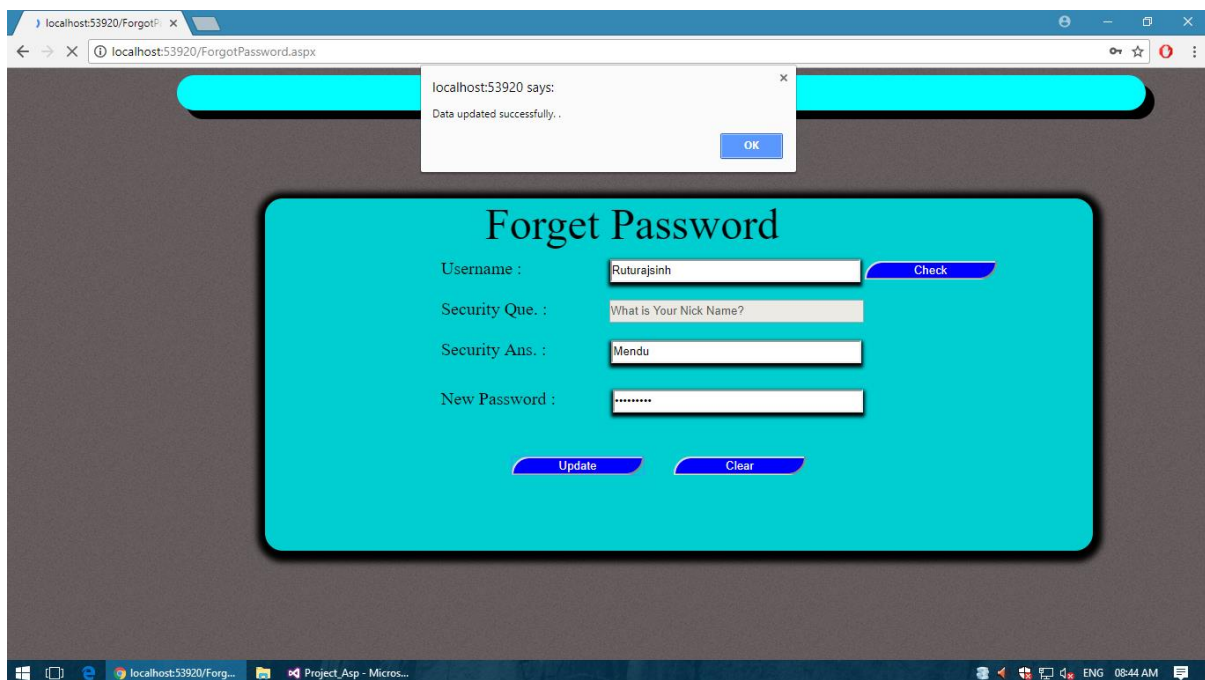 localhost:53920/ForgotP
localhost:53920/ForgotPassword.aspx
localhost:53920 says:
Data updated successfully. .
OK
Forget Password
Username :
Ruturajsinh
Check
Security Que. :
What is Your Nick Name?
Security Ans. :
Mendu
New Password :
Update
Clear
localhost:53920/Forg...
Project_Asp - Micros...
ENG
08:44 AM